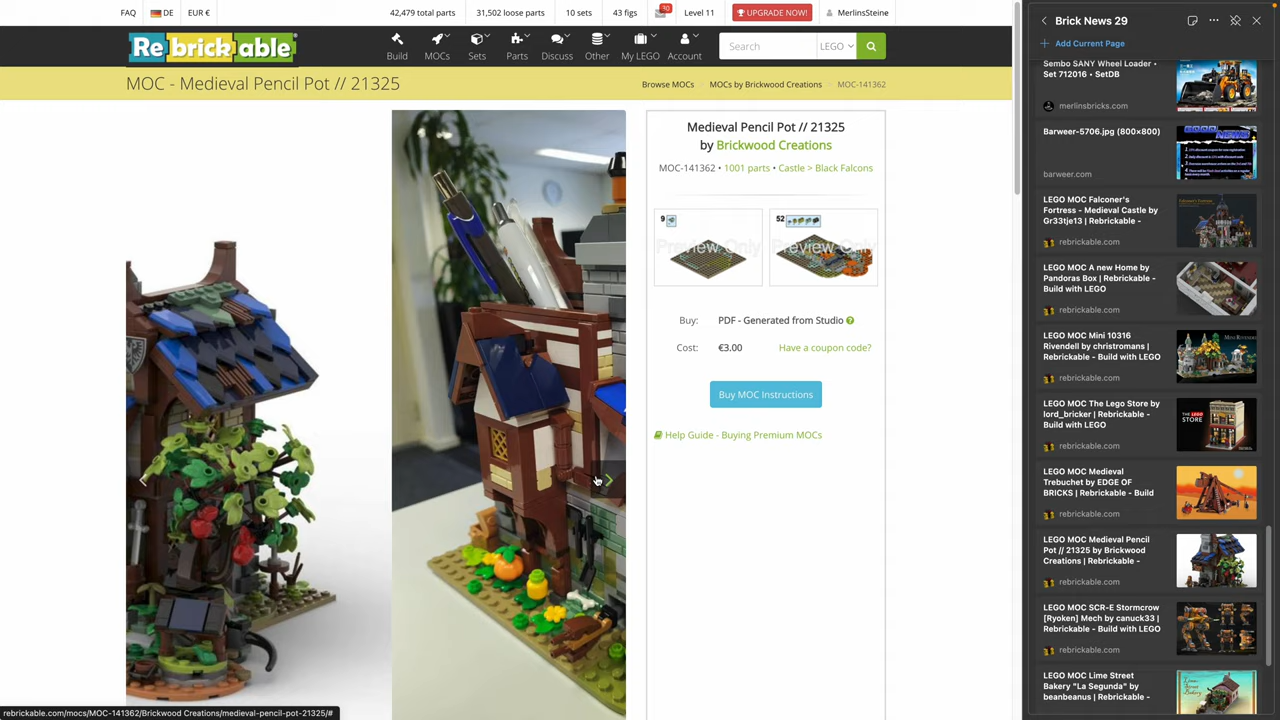 FAQ
DE
EUR €
42,479 total parts
31,502 loose parts
10 sets
43 figs
30
Level 11
UPGRADE NOW!
MerlinsSteine
Rebrickable
Build
MOCs
Sets
Parts
Discuss
Other
My LEGO
Account
Search
LEGO
MOC - Medieval Pencil Pot // 21325
Browse MOCs
MOCs by Brickwood Creations
MOC-141362
Medieval Pencil Pot // 21325
by Brickwood Creations
MOC-141362 • 1001 parts • Castle > Black Falcons
9
Preview Only
52
Preview Only
Buy: PDF - Generated from Studio
Cost: €3.00 Have a coupon code?
Buy MOC Instructions
Help Guide - Buying Premium MOCs
rebrickable.com/mocs/MOC-141362/Brickwood Creations/medieval-pencil-pot-21325/#
Brick News 29
Add Current Page
Sembo SANY Wheel Loader •
Set 712016 • SetDB
merlinsbricks.com
Barweer-5706.jpg (800×800)
barweer.com
LEGO MOC Falconer's
Fortress - Medieval Castle by
Gr33tje13 | Rebrickable -
rebrickable.com
LEGO MOC A new Home by
Pandoras Box | Rebrickable -
Build with LEGO
rebrickable.com
LEGO MOC Mini 10316
Rivendell by christromans |
Rebrickable - Build with LEGO
rebrickable.com
LEGO MOC The Lego Store by
lord_bricker | Rebrickable -
Build with LEGO
THE LEGO
STORE
rebrickable.com
LEGO MOC Medieval
Trebuchet by EDGE OF
BRICKS | Rebrickable - Build
rebrickable.com
LEGO MOC Medieval Pencil
Pot // 21325 by Brickwood
Creations | Rebrickable -
rebrickable.com
LEGO MOC SCR-E Stormcrow
[Ryoken] Mech by canuck33 |
Rebrickable - Build with LEGO
rebrickable.com
LEGO MOC Lime Street
Bakery "La Segunda" by
beanbeanus | Rebrickable -